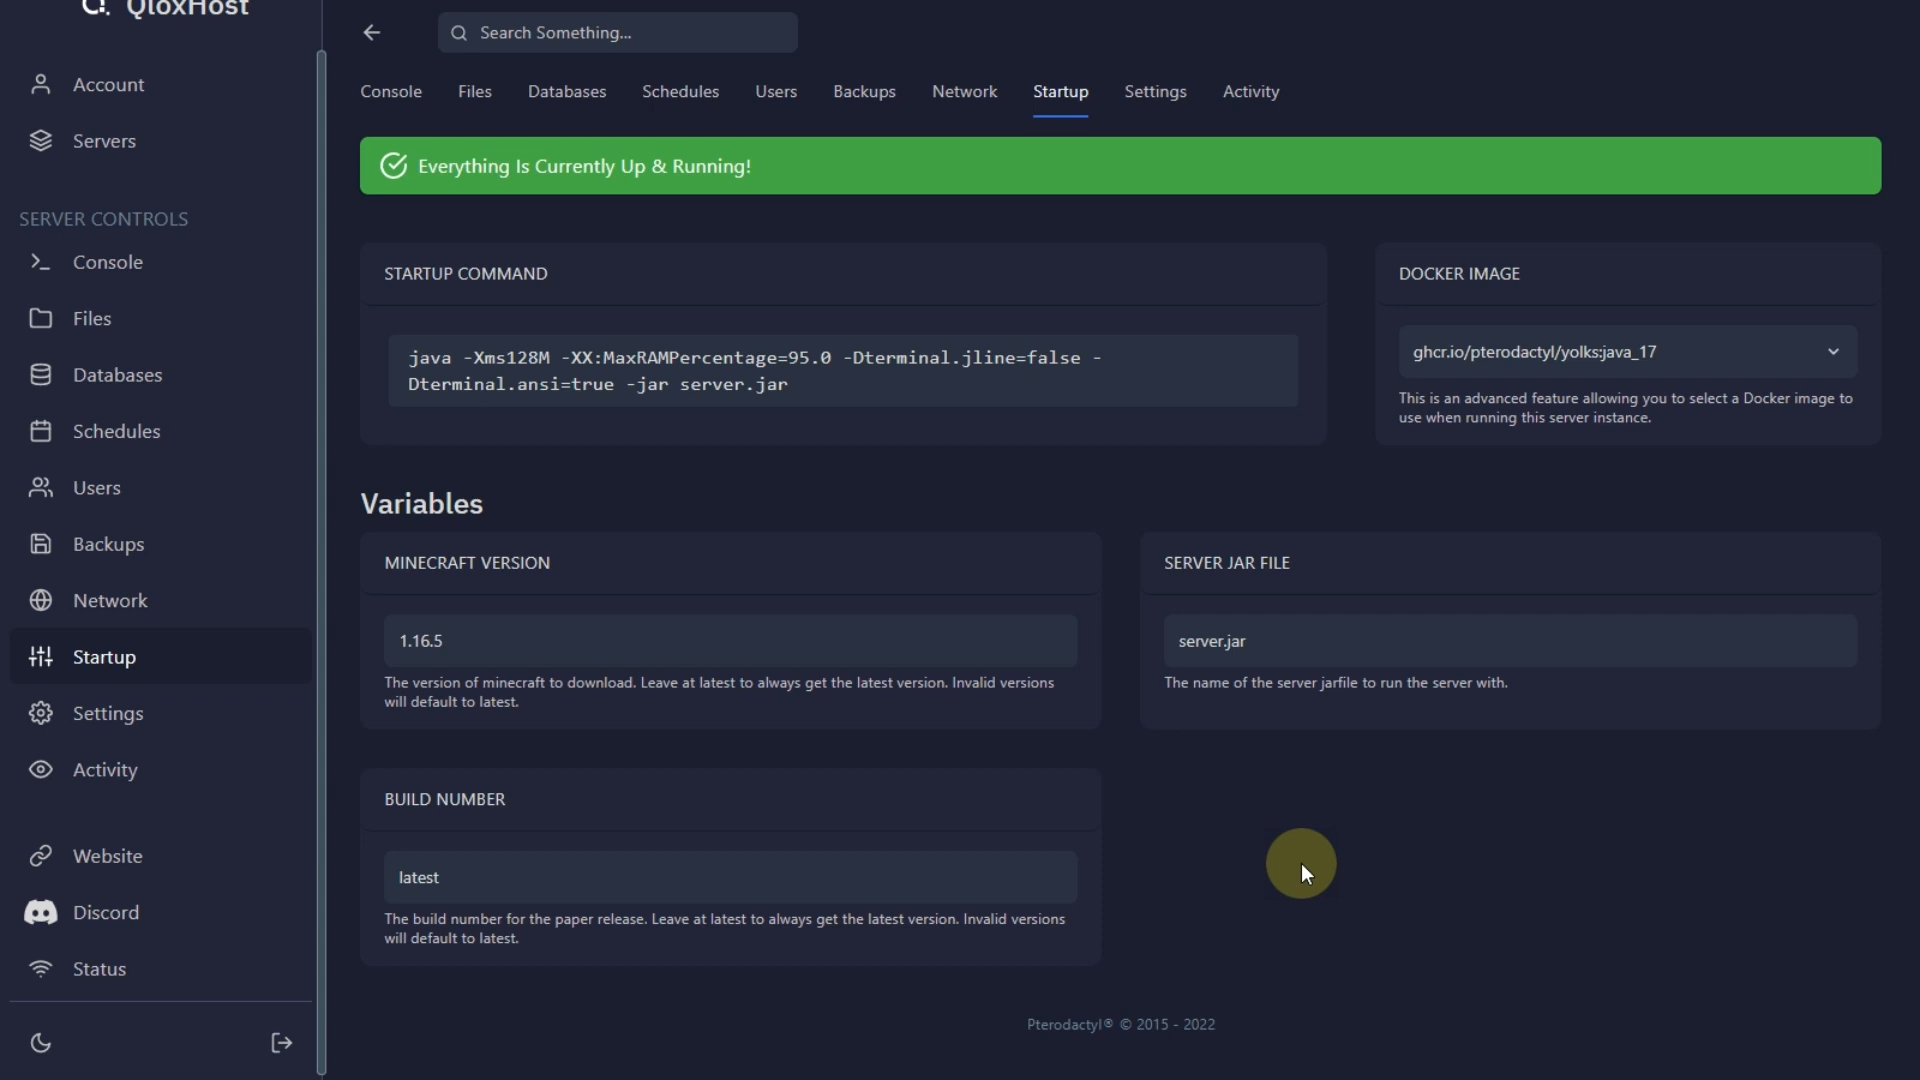 QloxHost
Account
Servers
SERVER CONTROLS
Console
Files
Databases
Schedules
Users
Backups
Network
Startup
Settings
Activity
Website
Discord
Status
Search Something...
Console Files Databases Schedules Users Backups Network Startup Settings Activity
Everything Is Currently Up & Running!
STARTUP COMMAND
java -Xms128M -XX:MaxRAMPercentage=95.0 -Dterminal.jline=false -
Dterminal.ansi=true -jar server.jar
DOCKER IMAGE
ghcr.io/pterodactyl/yolks:java_17
This is an advanced feature allowing you to select a Docker image to
use when running this server instance.
Variables
MINECRAFT VERSION
1.16.5
The version of minecraft to download. Leave at latest to always get the latest version. Invalid versions
will default to latest.
SERVER JAR FILE
server.jar
The name of the server jarfile to run the server with.
BUILD NUMBER
latest
The build number for the paper release. Leave at latest to always get the latest version. Invalid versions
will default to latest.
Pterodactyl® © 2015 - 2022